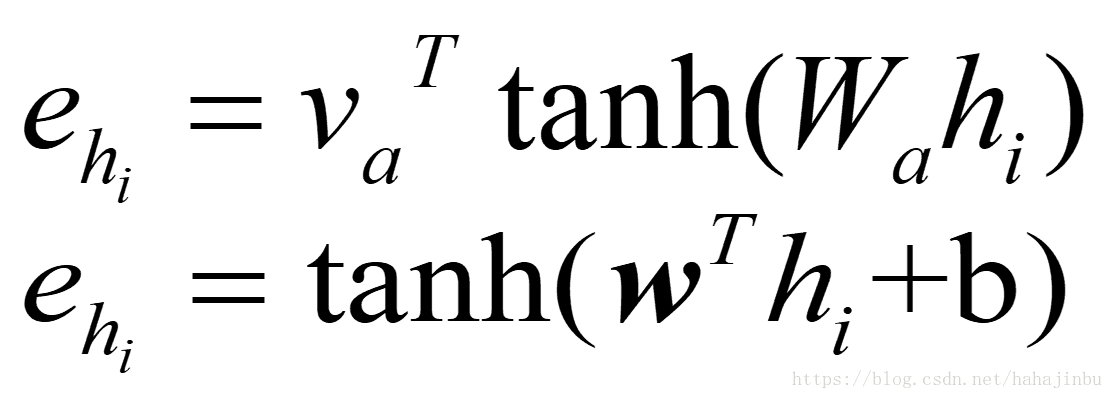 e_{h_i} = v_a^T tanh(W_a h_i)
e_{h_i} = tanh(w^T h_i + b)
https://blog.csdn.net/hahajinbu